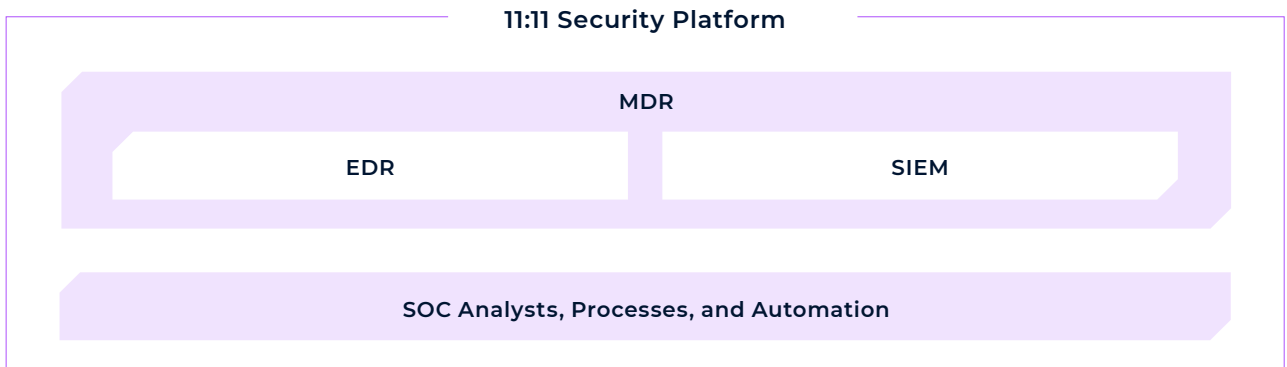 11:11 Security Platform
MDR
EDR
SIEM
SOC Analysts, Processes, and Automation